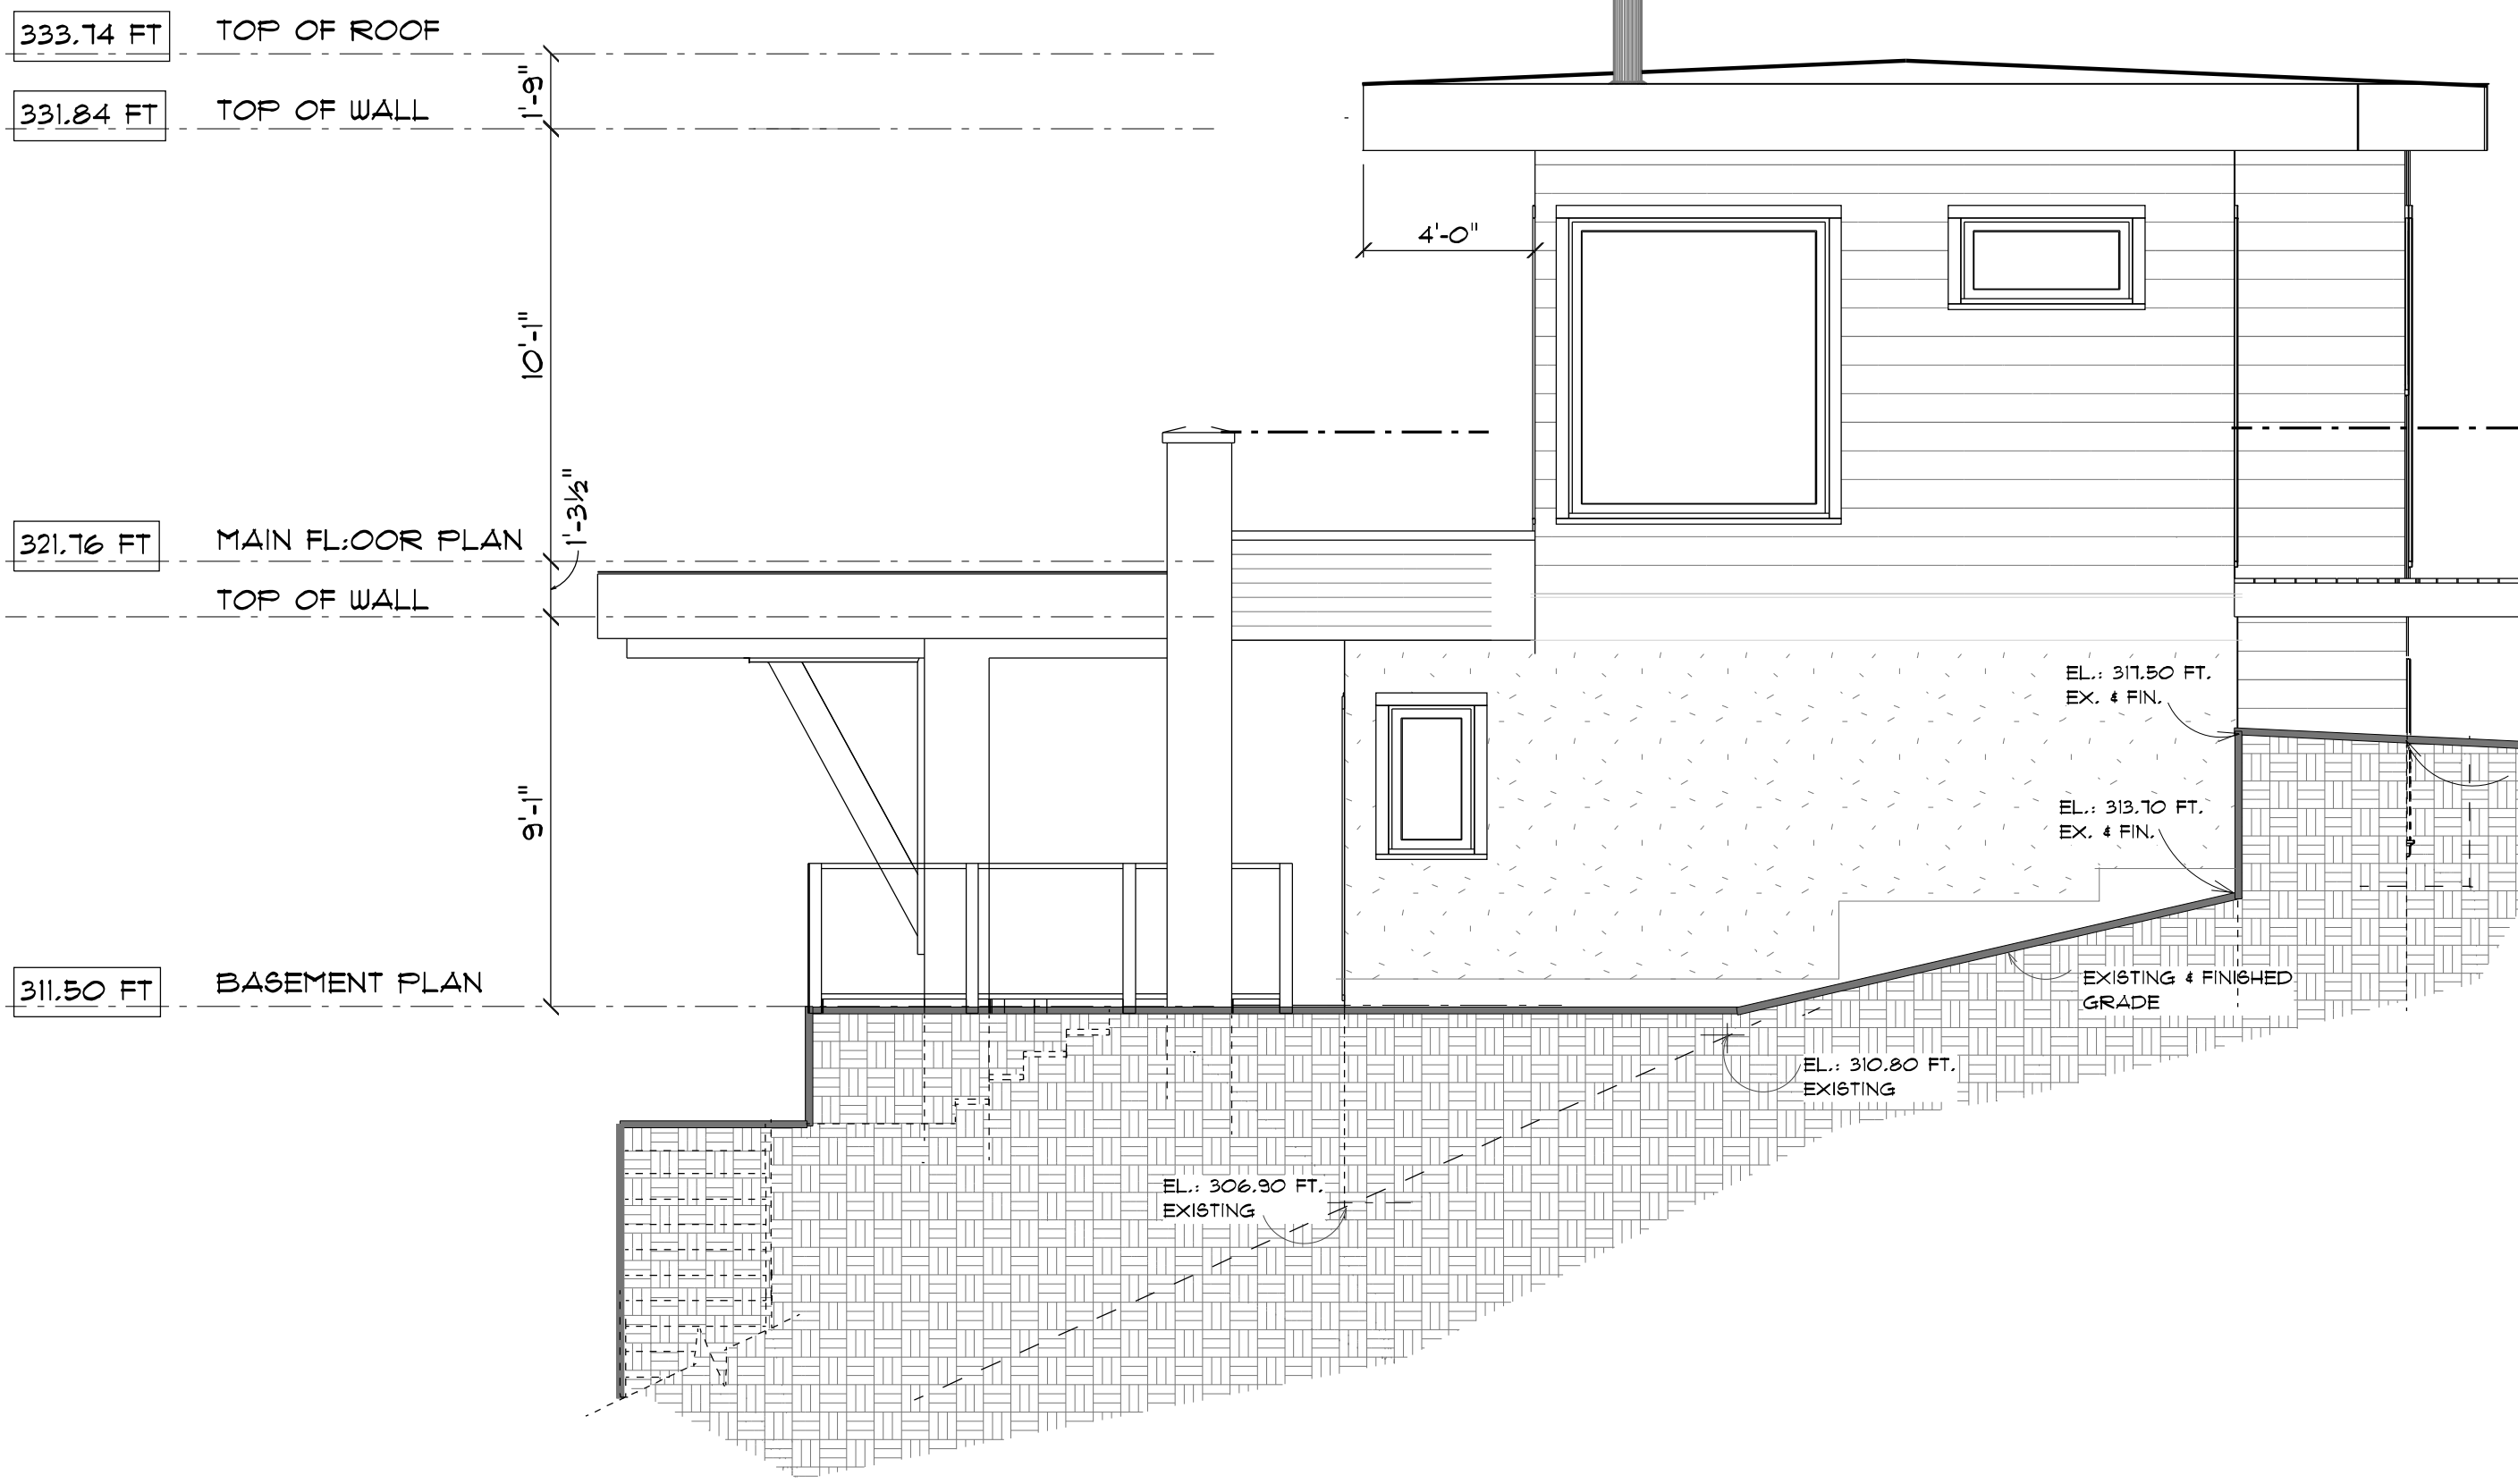 333.74 FT TOP OF ROOF
1'-9"
331.84 FT TOP OF WALL
10'-1"
4'-0"
321.76 FT MAIN FL;OOR PLAN
1'-3½"
TOP OF WALL
9'-1"
EL.: 317.50 FT.
EX. & FIN.
EL.: 313.70 FT.
EX. & FIN.
311.50 FT BASEMENT PLAN
EXISTING & FINISHED
GRADE
EL.: 310.80 FT.
EXISTING
EL.: 306.90 FT.
EXISTING